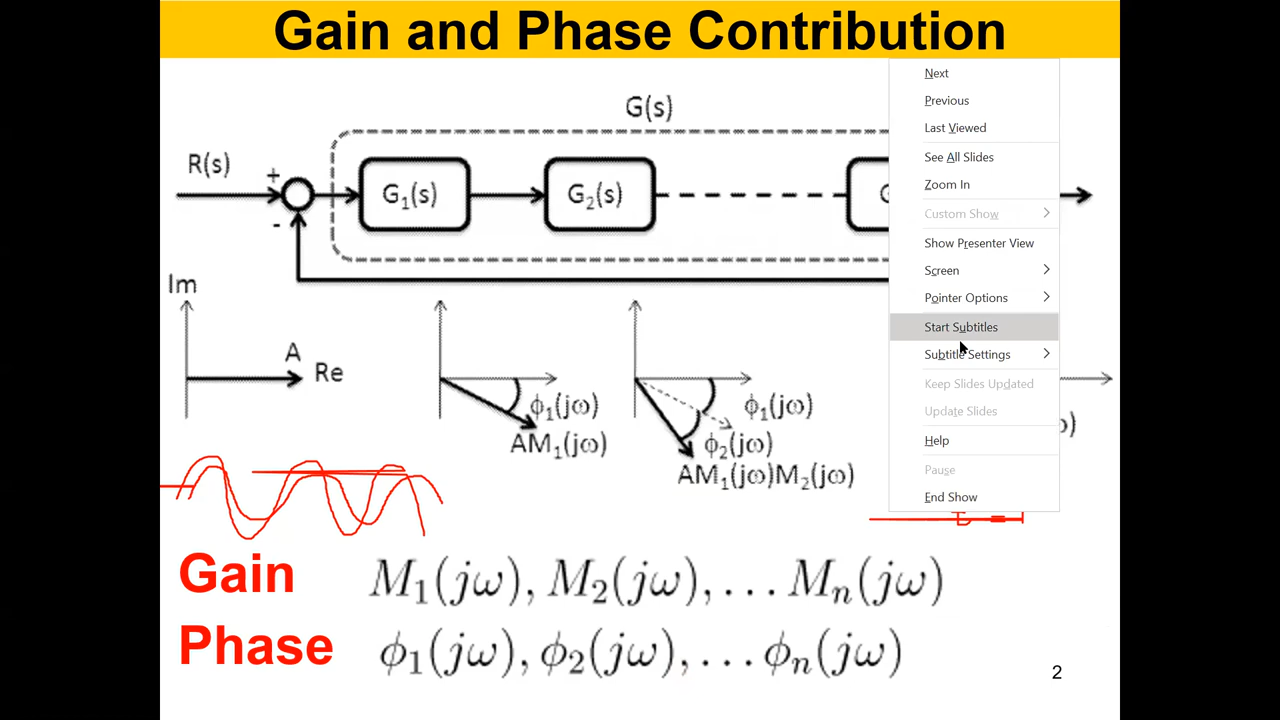 Gain and Phase Contribution
G(s)
R(s)
+
-
G₁(s)
G₂(s)
G
Im
A
Re
ϕ₁(jω)
AM₁(jω)
ϕ₁(jω)
ϕ₂(jω)
AM₁(jω)M₂(jω)
Next
Previous
Last Viewed
See All Slides
Zoom In
Custom Show
Show Presenter View
Screen
Pointer Options
Start Subtitles
Subtitle Settings
Keep Slides Updated
Update Slides
Help
Pause
End Show
)
Gain M₁(jω), M₂(jω), . . . Mₙ(jω)
Phase ϕ₁(jω), ϕ₂(jω), . . . ϕₙ(jω)
2